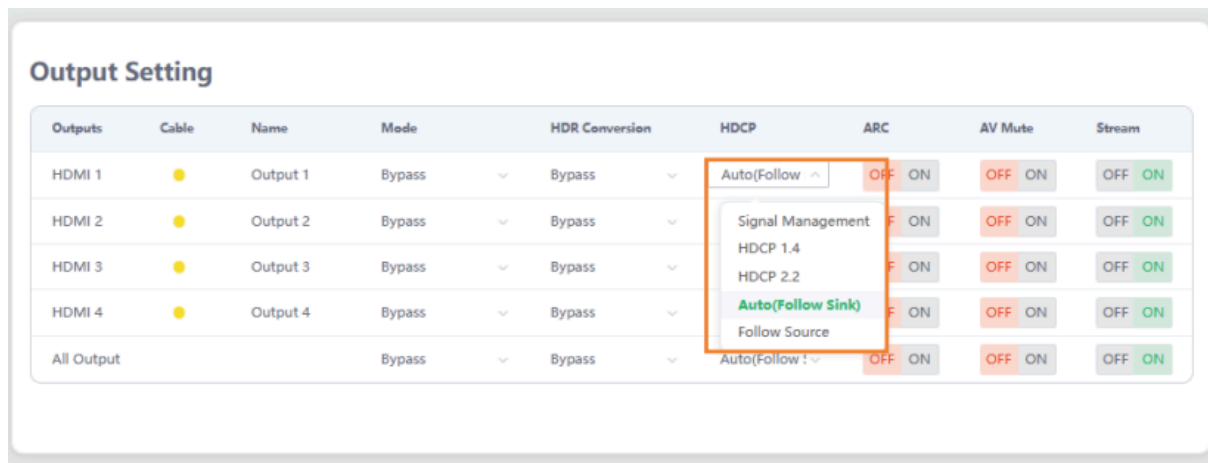 Output Setting
Outputs Cable Name Mode HDR Conversion HDCP ARC AV Mute Stream
HDMI 1 Output 1 Bypass Bypass Auto(Follow OFF ON OFF ON OFF ON
HDMI 2 Output 2 Bypass Bypass Signal Management ON OFF ON OFF ON
HDCP 1.4
HDMI 3 Output 3 Bypass Bypass HDCP 2.2 ON OFF ON OFF ON
HDMI 4 Output 4 Bypass Bypass Auto(Follow Sink) ON OFF ON OFF ON
Follow Source
All Output Bypass Bypass Auto(Follow OFF ON OFF ON OFF ON